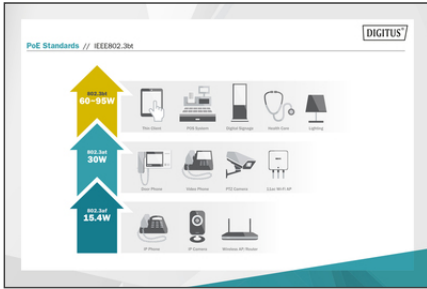 DIGITUS®
PoE Standards // IEEE802.3bt
802.3bt
60~95W
Thin Client
POS System
Digital Signage
Health Care
Lighting
802.3at
30W
Door Phone
Video Phone
PTZ Camera
11ac Wi-Fi AP
802.3af
15.4W
IP Phone
IP Camera
Wireless AP/ Router